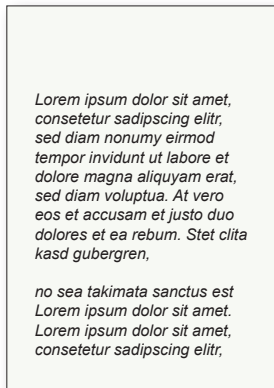 Lorem ipsum dolor sit amet,
consetetur sadipscing elitr,
sed diam nonumy eirmod
tempor invidunt ut labore et
dolore magna aliquyam erat,
sed diam voluptua. At vero
eos et accusam et justo duo
dolores et ea rebum. Stet clita
kasd gubergren,

no sea takimata sanctus est
Lorem ipsum dolor sit amet.
Lorem ipsum dolor sit amet,
consetetur sadipscing elitr,